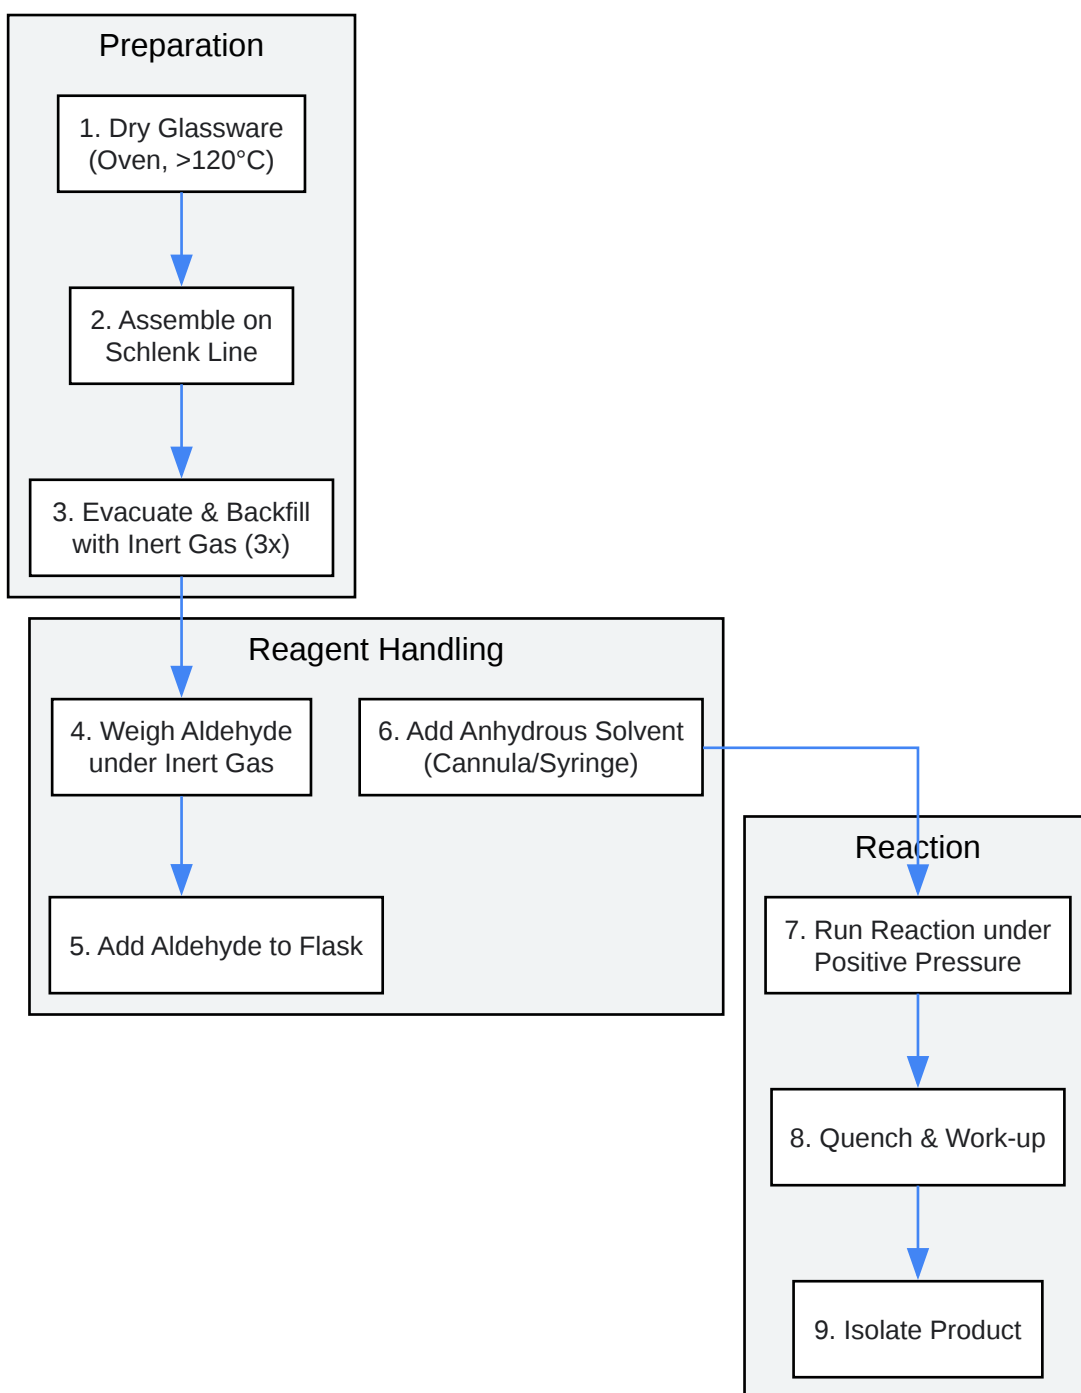 Preparation
1. Dry Glassware
(Oven, >120°C)
2. Assemble on
Schlenk Line
3. Evacuate & Backfill
with Inert Gas (3x)
Reagent Handling
4. Weigh Aldehyde
under Inert Gas
5. Add Aldehyde to Flask
6. Add Anhydrous Solvent
(Cannula/Syringe)
Reaction
7. Run Reaction under
Positive Pressure
8. Quench & Work-up
9. Isolate Product